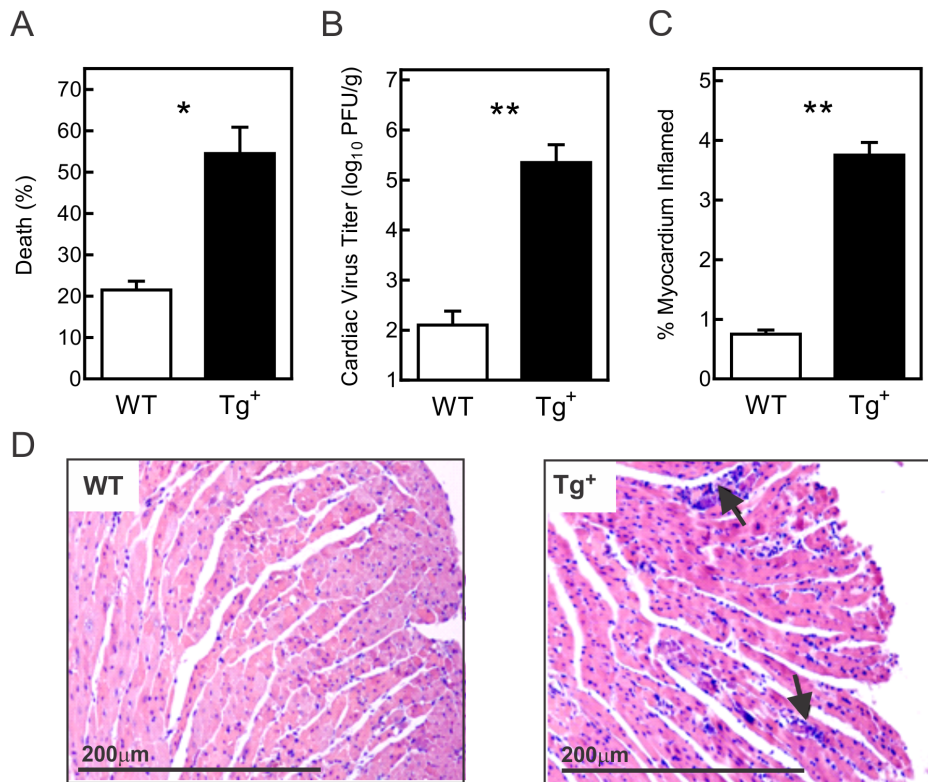 A
Death (%)
70
60
50
40
30
20
10
0
*
WT Tg⁺
B
Cardiac Virus Titer (log₁₀ PFU/g)
7
6
5
4
3
2
1
**
WT Tg⁺
C
% Myocardium Inflamed
5
4
3
2
1
0
**
WT Tg⁺
D
WT
200μm
Tg⁺
200μm